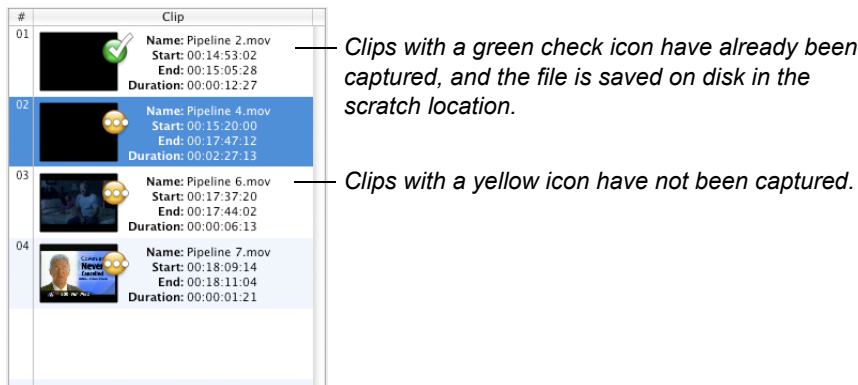 # Clip
01
Name: Pipeline 2.mov
Start: 00:14:53:02
End: 00:15:05:28
Duration: 00:00:12:27
Clips with a green check icon have already been
captured, and the file is saved on disk in the
scratch location.
02
Name: Pipeline 4.mov
Start: 00:15:20:00
End: 00:17:47:12
Duration: 00:02:27:13
03
Name: Pipeline 6.mov
Start: 00:17:37:20
End: 00:17:44:02
Duration: 00:00:06:13
Clips with a yellow icon have not been captured.
04
Name: Pipeline 7.mov
Start: 00:18:09:14
End: 00:18:11:04
Duration: 00:00:01:21
Never